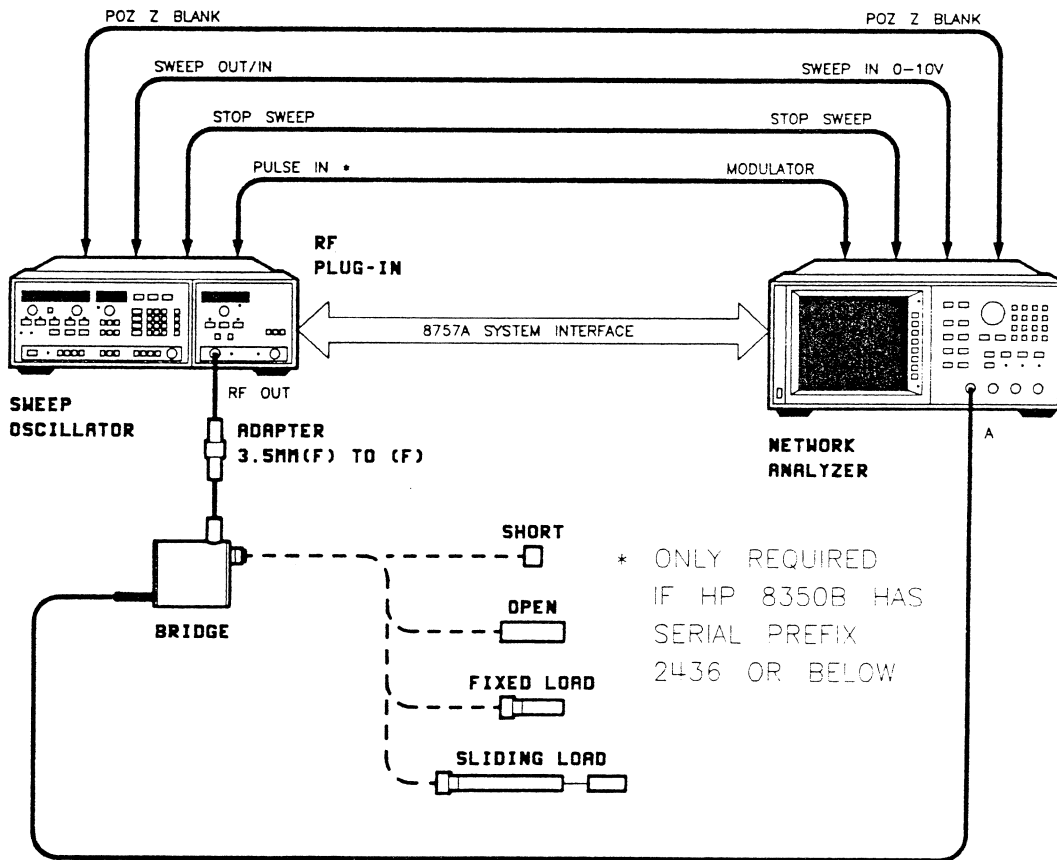 POZ Z BLANK
POZ Z BLANK
SWEEP OUT/IN
SWEEP IN 0-10V
STOP SWEEP
STOP SWEEP
PULSE IN *
MODULATOR
RF
PLUG-IN
8757A SYSTEM INTERFACE
RF OUT
SWEEP
OSCILLATOR
ADAPTER
3.5MM(F) TO (F)
A
NETWORK
ANALYZER
SHORT
OPEN
BRIDGE
FIXED LOAD
SLIDING LOAD
* ONLY REQUIRED
IF HP 8350B HAS
SERIAL PREFIX
2436 OR BELOW